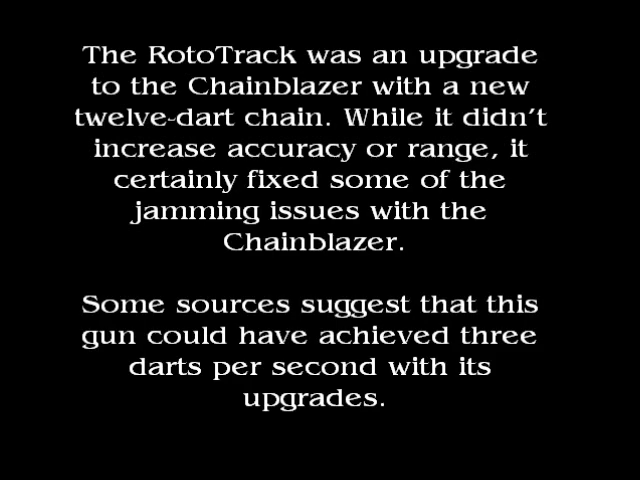 The RotoTrack was an upgrade
to the Chainblazer with a new
twelve-dart chain. While it didn't
increase accuracy or range, it
certainly fixed some of the
jamming issues with the
Chainblazer.
Some sources suggest that this
gun could have achieved three
darts per second with its
upgrades.